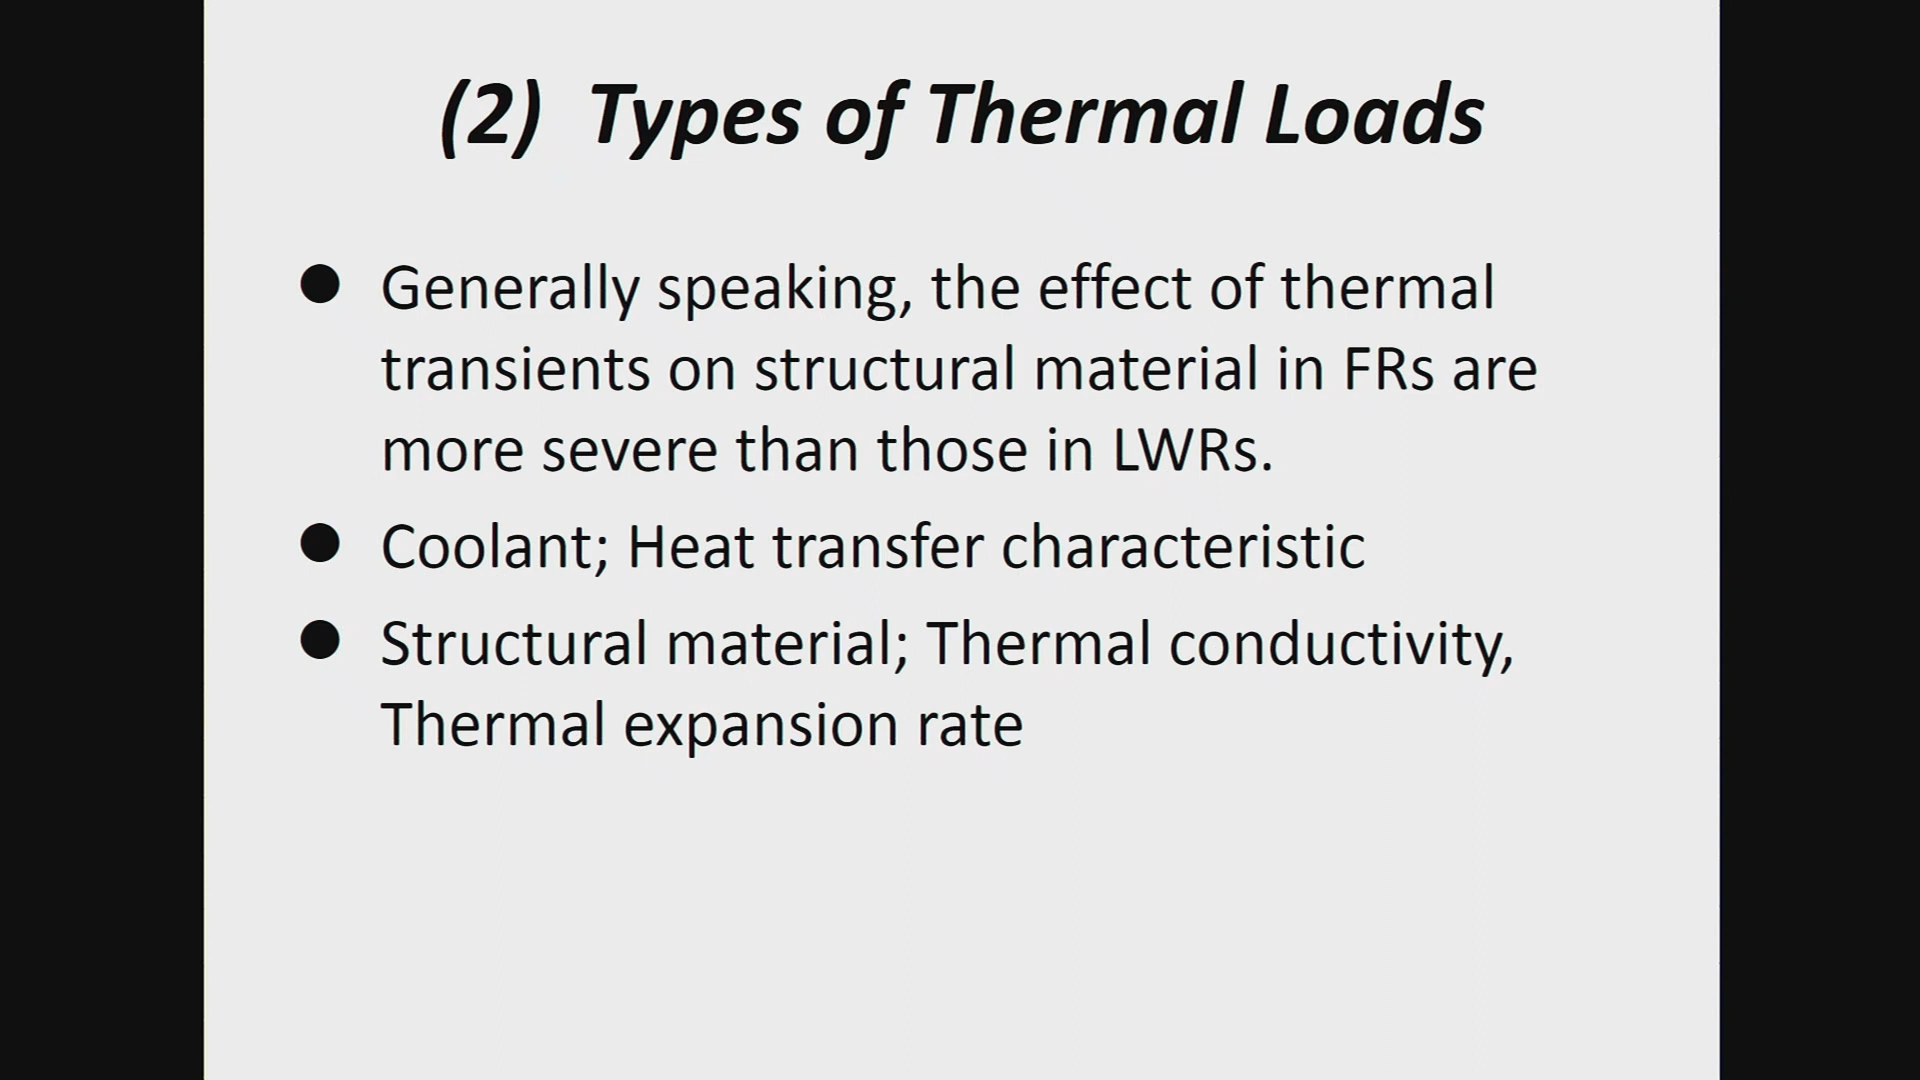 (2) Types of Thermal Loads
● Generally speaking, the effect of thermal
transients on structural material in FRs are
more severe than those in LWRs.
● Coolant; Heat transfer characteristic
● Structural material; Thermal conductivity,
Thermal expansion rate